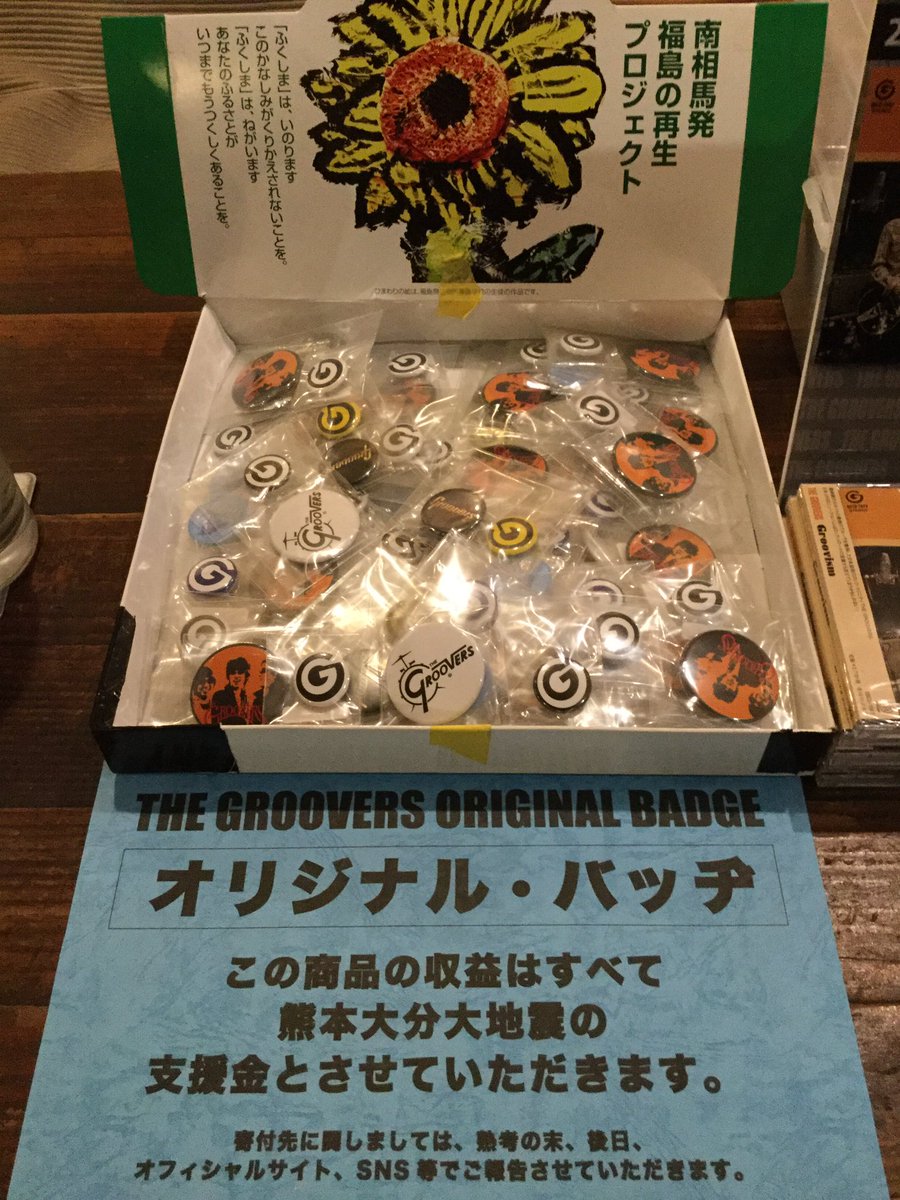 南相馬発
福島の再生
プロジェクト
「ふくしま」は、いのります
このかなしみがくりかえされないことを。
「ふくしま」は、ねがいます
あなたのふるさとが
いつまでもうつくしくあることを。
THE GROOVERS
THE GROOVERS
THE GROOVERS
Groovism
THE GROOVERS ORIGINAL BADGE
オリジナル・バッヂ
この商品の収益はすべて
熊本大分大地震の
支援金とさせていただきます。
寄付先に関しましては、熟考の末、後日、
オフィシャルサイト、SNS 等でご報告させていただきます。